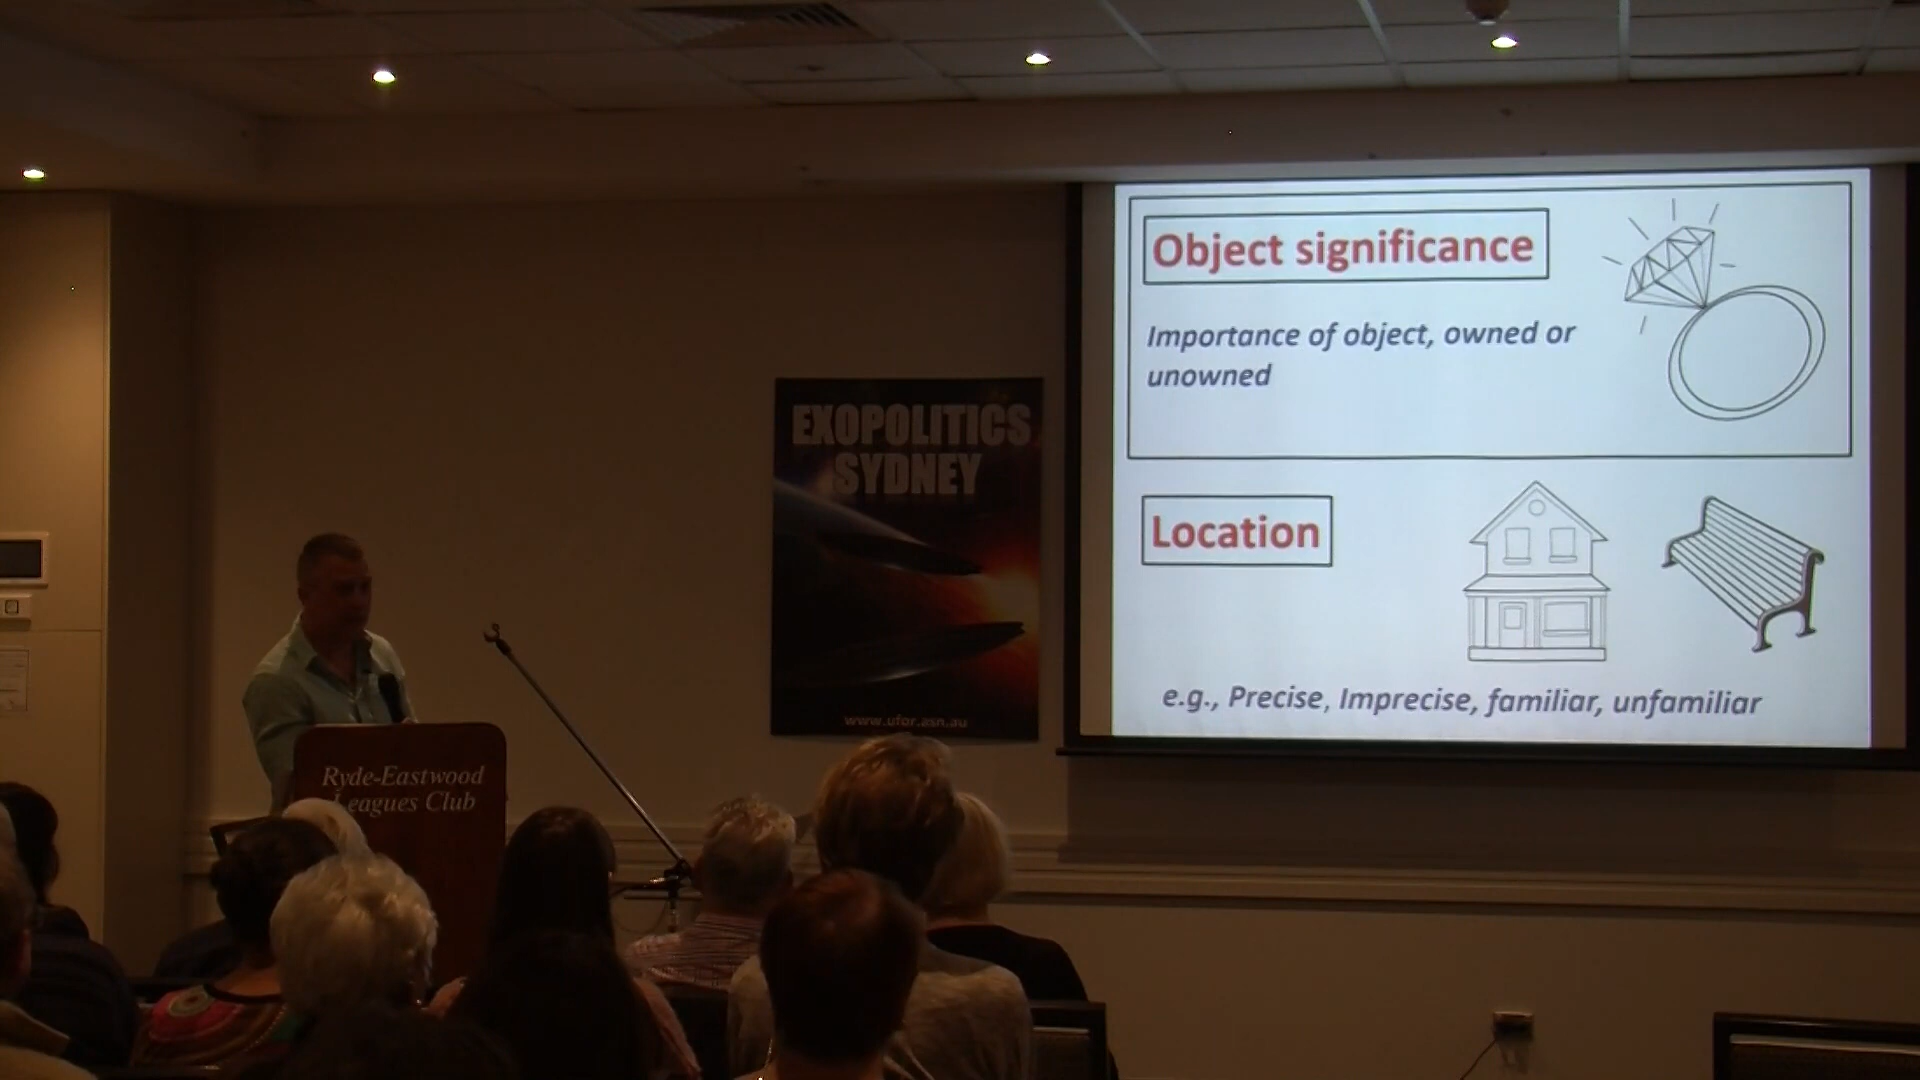 Object significance
Importance of object, owned or
unowned
Location
e.g., Precise, Imprecise, familiar, unfamiliar
EXOPOLITICS
SYDNEY
www.ufor.asn.au
Ryde-Eastwood
Leagues Club